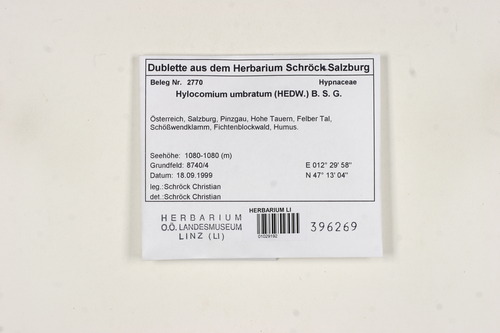 Dublette aus dem Herbarium Schröck-Salzburg
Beleg Nr. 2770 Hypnaceae
Hylocomium umbratum (HEDW.) B. S. G.
Österreich, Salzburg, Pinzgau, Hohe Tauern, Felber Tal,
Schößwendklamm, Fichtenblockwald, Humus.
Seehöhe: 1080-1080 (m)
Grundfeld: 8740/4 E 012° 29' 58"
Datum: 18.09.1999 N 47° 13' 04"
leg.:Schröck Christian
det.:Schröck Christian
HERBARIUM
O.Ö. LANDESMUSEUM
LINZ (LI)
HERBARIUM LI
01029192
396269